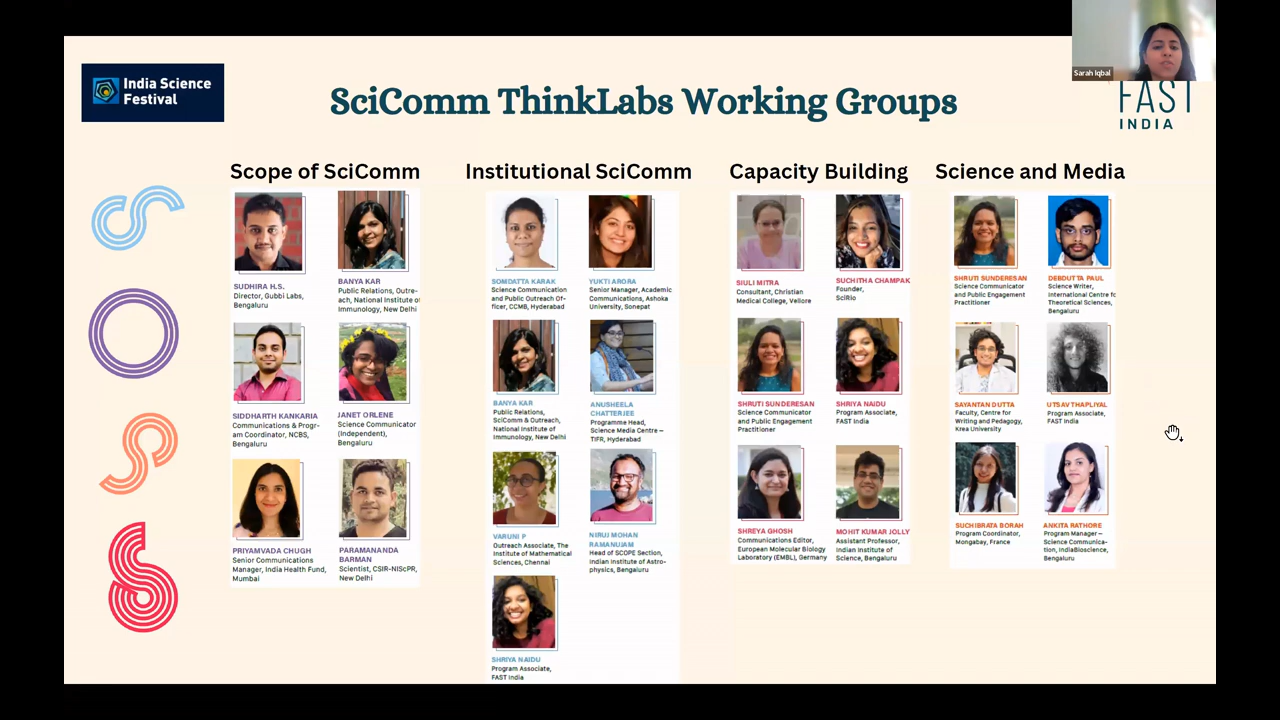 India Science
Festival
SciComm ThinkLabs Working Groups
Sarah Iqbal
FAST
INDIA
Scope of SciComm
SUDHIRA H.S.
Director, Gubbi Labs,
Bengaluru
BANYA KAR
Public Relations, Outre-
ach, National Institute of
Immunology, New Delhi
SIDDHARTH KANKARIA
Communications & Progr-
am Coordinator, NCBS,
Bengaluru
JANET ORLENE
Science Communicator
(Independent),
Bengaluru
PRIYAMVADA CHUGH
Senior Communications
Manager, India Health Fund,
Mumbai
PARAMANANDA
BARMAN
Scientist, CSIR-NIScPR,
New Delhi
Institutional SciComm
SOMDATTA KARAK
Science Communication
and Public Outreach Of-
ficer, CCMB, Hyderabad
YUKTI ARORA
Senior Manager, Academic
Communications, Ashoka
University, Sonepat
BANYA KAR
Public Relations,
SciComm & Outreach,
National Institute of
Immunology, New Delhi
ANUSHEELA
CHATTERJEE
Programme Head,
Science Media Centre –
TIFR, Hyderabad
VARUNI P
Outreach Associate, The
Institute of Mathematical
Sciences, Chennai
NIRUJ MOHAN
RAMANUJAM
Head of SCOPE Section,
Indian Institute of Astro-
physics, Bengaluru
SHRIYA NAIDU
Program Associate,
FAST India
Capacity Building
SIULI MITRA
Consultant, Christian
Medical College, Vellore
SUCHITHA CHAMPAK
Founder,
SciRio
SHRUTI SUNDERESAN
Science Communicator
and Public Engagement
Practitioner
SHRIYA NAIDU
Program Associate,
FAST India
SHREYA GHOSH
Communications Editor,
European Molecular Biology
Laboratory (EMBL), Germany
MOHIT KUMAR JOLLY
Assistant Professor,
Indian Institute of
Science, Bengaluru
Science and Media
SHRUTI SUNDERESAN
Science Communicator
and Public Engagement
Practitioner
DEBDUTTA PAUL
Science Writer,
International Centre fo
Theoretical Sciences,
Bengaluru
SAYANTAN DUTTA
Faculty, Centre for
Writing and Pedagogy,
Krea University
UTSAV THAPLIYAL
Program Associate,
FAST India
SUCHIBRATA BORAH
Program Coordinator,
Mongabay, France
ANKITA RATHORE
Program Manager –
Science Communica-
tion, IndiaBioscience,
Bengaluru